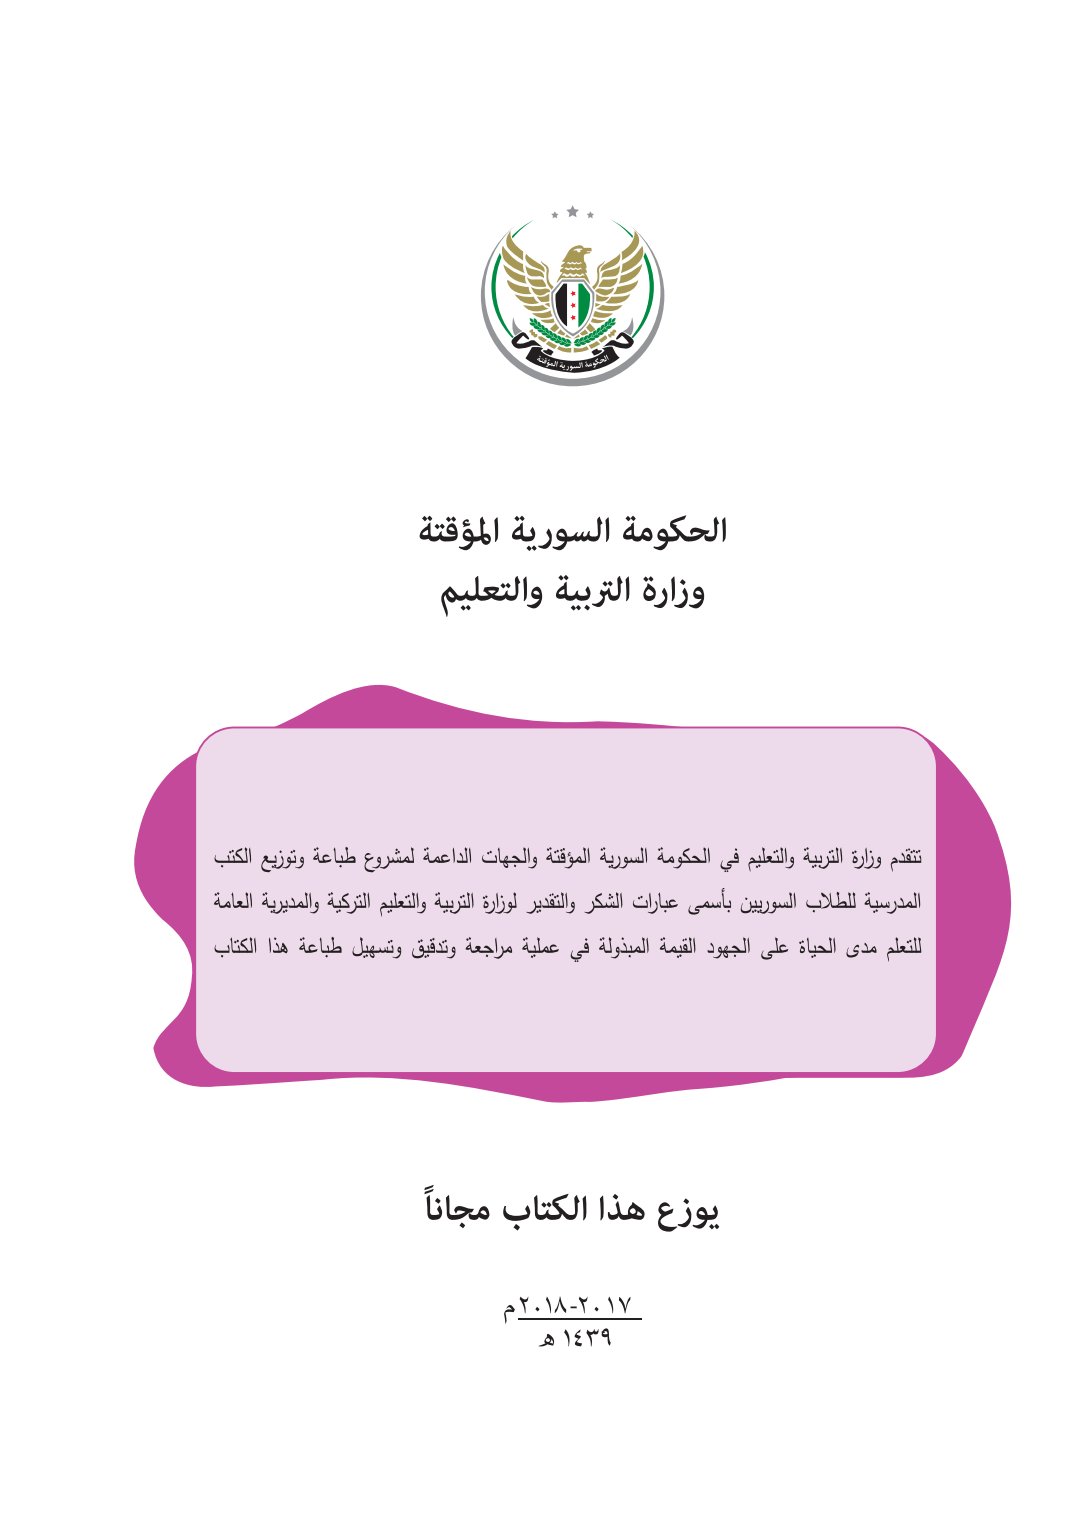 الحكومة السورية المؤقتة
الحكومة السورية المؤقتة
وزارة التربية والتعليم
تتقدم وزارة التربية والتعليم في الحكومة السورية المؤقتة والجهات الداعمة لمشروع طباعة وتوزيع الكتب
المدرسية للطلاب السوريين بأسمى عبارات الشكر والتقدير لوزارة التربية والتعليم التركية والمديرية العامة
للتعلم مدى الحياة على الجهود القيمة المبذولة في عملية مراجعة وتدقيق وتسهيل طباعة هذا الكتاب
يوزع هذا الكتاب مجاناً
٢٠١٧-٢٠١٨م
١٤٣٩ هـ